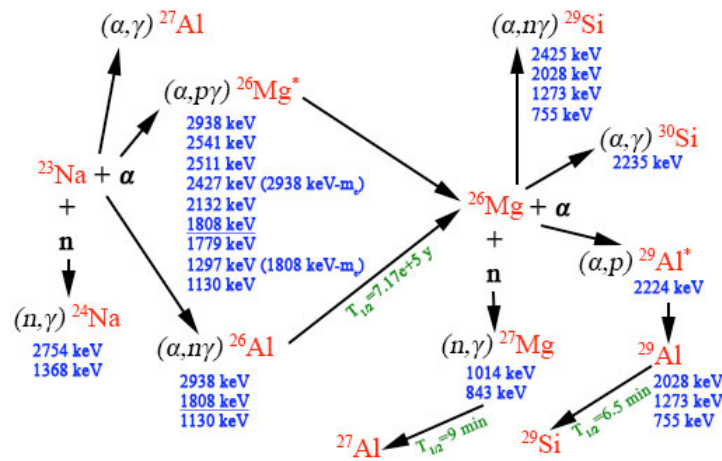 (α,γ) ²⁷Al
(α,nγ) ²⁹Si
2425 keV
2028 keV
1273 keV
755 keV
(α,pγ) ²⁶Mg*
2938 keV
2541 keV
2511 keV
2427 keV (2938 keV-mₑ)
2132 keV
1808 keV
1779 keV
1297 keV (1808 keV-mₑ)
1130 keV
(α,γ) ³⁰Si
2235 keV
²³Na + α
+
n
²⁶Mg + α
+
n
(α,p) ²⁹Al*
2224 keV
T₁/₂=7.17e+5 y
(n,γ) ²⁴Na
2754 keV
1368 keV
(α,nγ) ²⁶Al
2938 keV
1808 keV
1130 keV
(n,γ) ²⁷Mg
1014 keV
843 keV
²⁹Al
2028 keV
1273 keV
755 keV
T₁/₂=9 min
T₁/₂=6.5 min
²⁷Al
²⁹Si